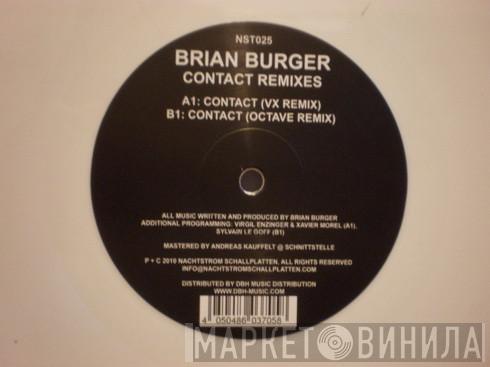 NST025
BRIAN BURGER
CONTACT REMIXES
A1: CONTACT (VX REMIX)
B1: CONTACT (OCTAVE REMIX)
ALL MUSIC WRITTEN AND PRODUCED BY BRIAN BURGER
ADDITIONAL PROGRAMMING: VIRGIL ENZINGER & XAVIER MOREL (A1).
SYLVAIN LE GOFF (B1)
MASTERED BY ANDREAS KAUFFELT @ SCHNITTSTELLE
P + C 2010 NACHTSTROM SCHALLPLATTEN. ALL RIGHTS RESERVED
INFO@NACHTSTROMSCHALLPLATTEN.COM
DISTRIBUTED BY DBH MUSIC DISTRIBUTION
WWW.DBH-MUSIC.COM
4 050486 037058
МАРКЕТ ВИНИЛА